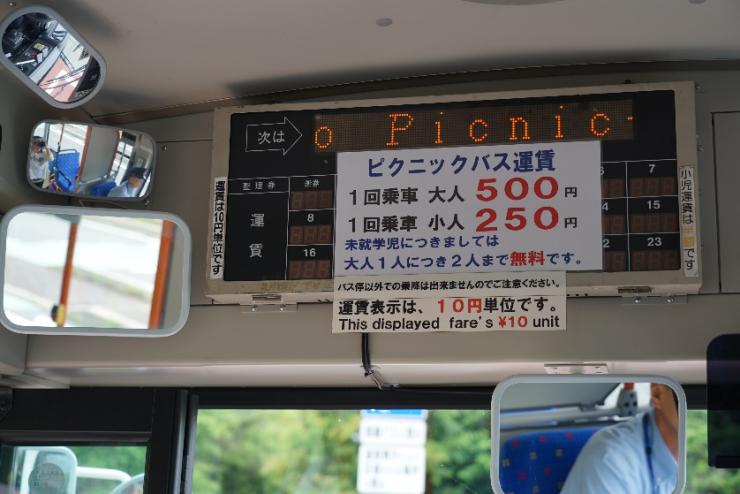 次は
o Picnic
整理券
券無
運賃
8
16
7
15
23
運賃は10円単位です
小児運賃は半額です
ピクニックバス運賃
1回乗車 大人 500円
1回乗車 小人 250円
未就学児につきましては
大人1人につき2人まで無料です。
バス停以外での乗降は出来ませんのでご注意ください。
運賃表示は、10円単位です。
This displayed fare's ¥10 unit